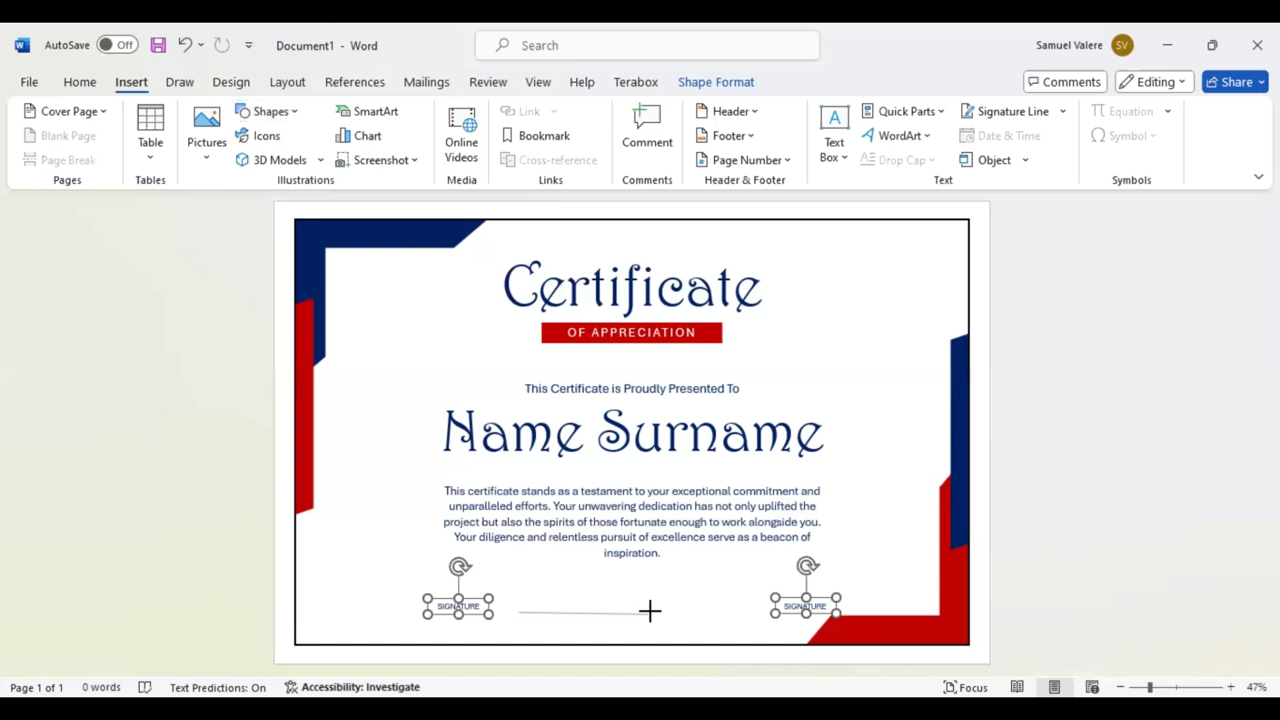 AutoSave Off Document1 - Word Search Samuel Valere SV
File Home Insert Draw Design Layout References Mailings Review View Help Terabox Shape Format Comments Editing Share
Cover Page
Blank Page
Page Break
Pages
Table
Tables
Pictures
Shapes
Icons
3D Models
SmartArt
Chart
Screenshot
Illustrations
Online
Videos
Media
Link
Bookmark
Cross-reference
Links
Comment
Comments
Header
Footer
Page Number
Header & Footer
A
Text
Box
Quick Parts
WordArt
Drop Cap
Signature Line
Date & Time
Object
Text
Equation
Symbol
Symbols
Certificate
OF APPRECIATION
This Certificate is Proudly Presented To
Name Surname
This certificate stands as a testament to your exceptional commitment and
unparalleled efforts. Your unwavering dedication has not only uplifted the
project but also the spirits of those fortunate enough to work alongside you.
Your diligence and relentless pursuit of excellence serve as a beacon of
inspiration.
SIGNATURE SIGNATURE
Page 1 of 1 0 words Text Predictions: On Accessibility: Investigate Focus 47%